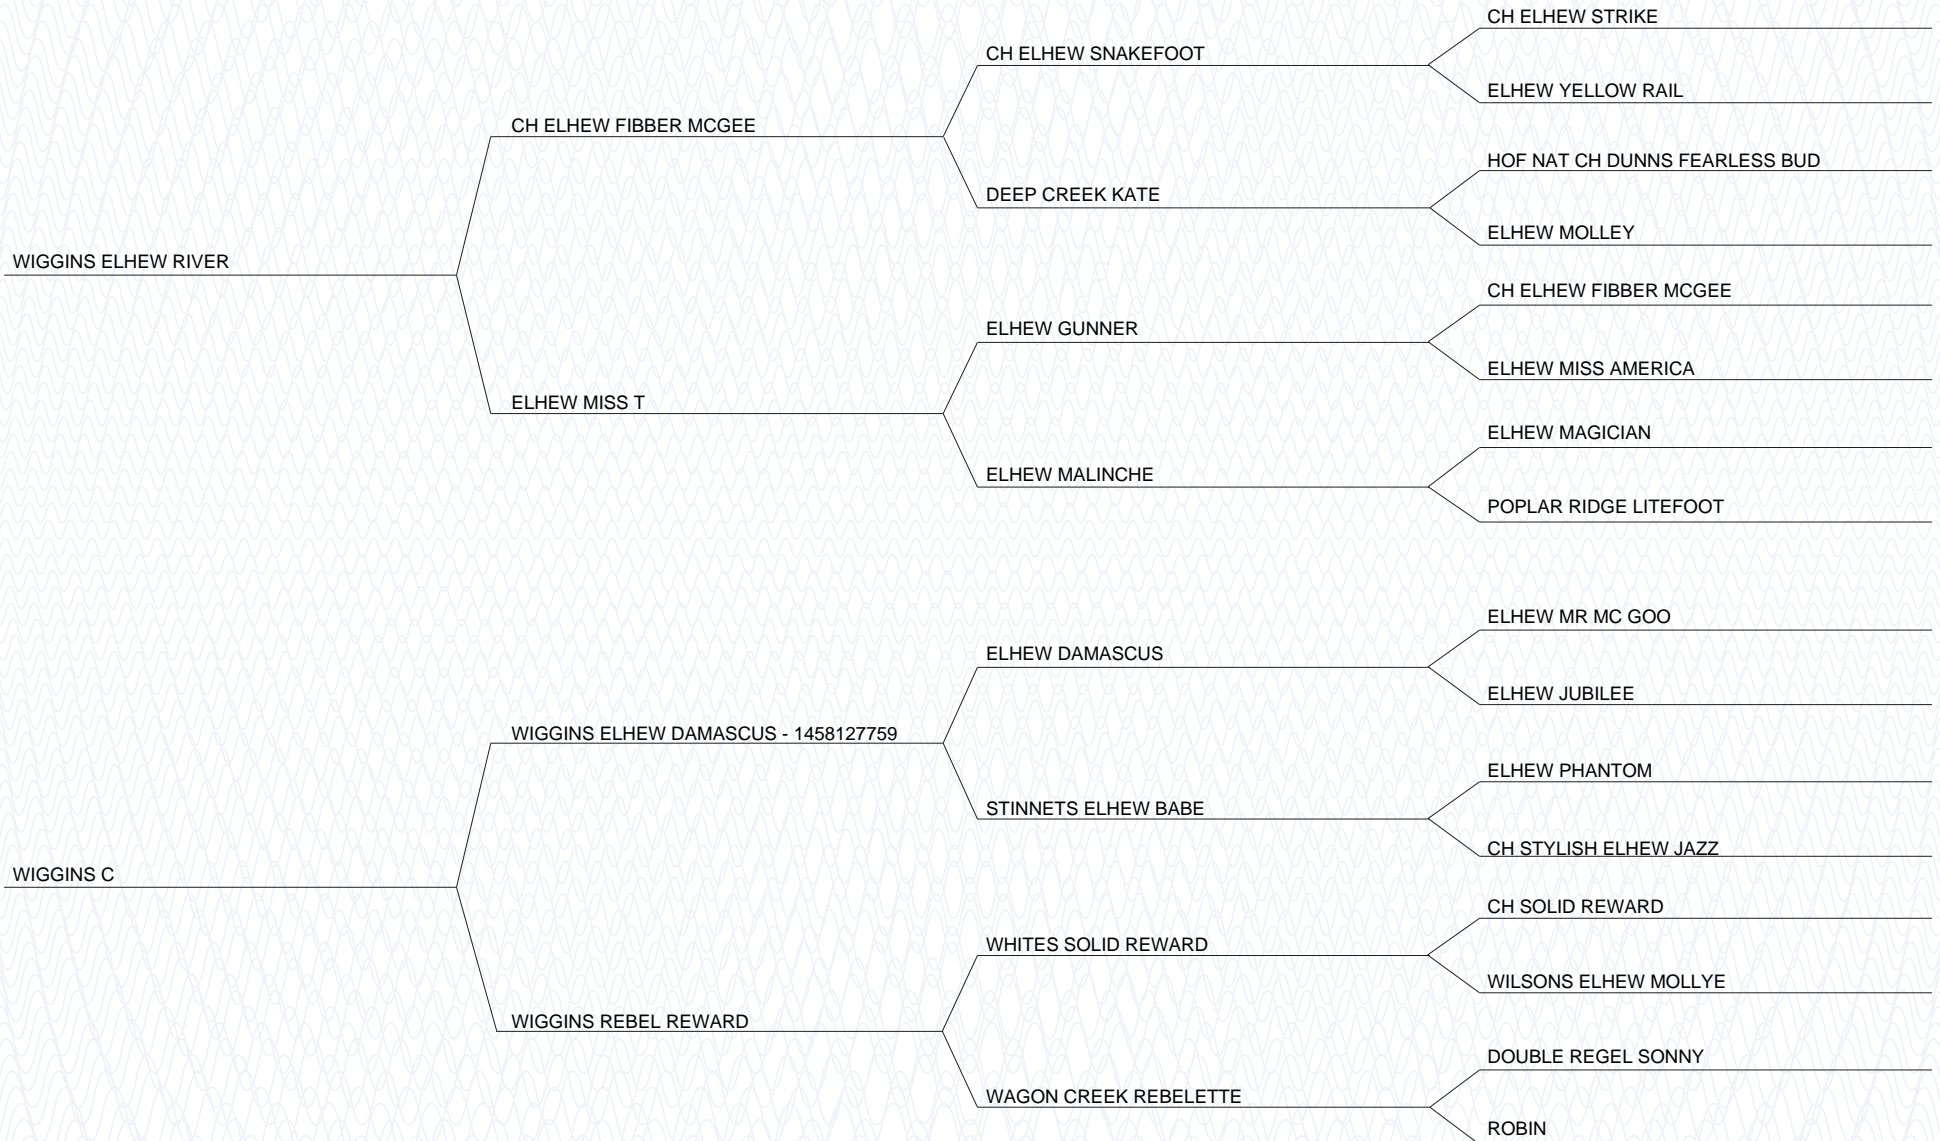 CH ELHEW STRIKE
CH ELHEW SNAKEFOOT
ELHEW YELLOW RAIL
CH ELHEW FIBBER MCGEE
HOF NAT CH DUNNS FEARLESS BUD
DEEP CREEK KATE
ELHEW MOLLEY
WIGGINS ELHEW RIVER
CH ELHEW FIBBER MCGEE
ELHEW GUNNER
ELHEW MISS AMERICA
ELHEW MISS T
ELHEW MAGICIAN
ELHEW MALINCHE
POPLAR RIDGE LITEFOOT
ELHEW MR MC GOO
ELHEW DAMASCUS
ELHEW JUBILEE
WIGGINS ELHEW DAMASCUS - 1458127759
ELHEW PHANTOM
STINNETS ELHEW BABE
CH STYLISH ELHEW JAZZ
WIGGINS C
CH SOLID REWARD
WHITES SOLID REWARD
WILSONS ELHEW MOLLYE
WIGGINS REBEL REWARD
DOUBLE REGEL SONNY
WAGON CREEK REBELETTE
ROBIN